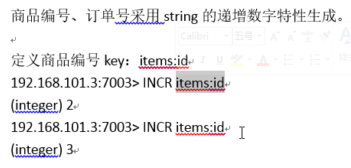 商品编号、订单号采用 string 的递增数字特性生成。
定义商品编号 key：items:id
192.168.101.3:7003> INCR items:id
(integer) 2
192.168.101.3:7003> INCR items:id
(integer) 3